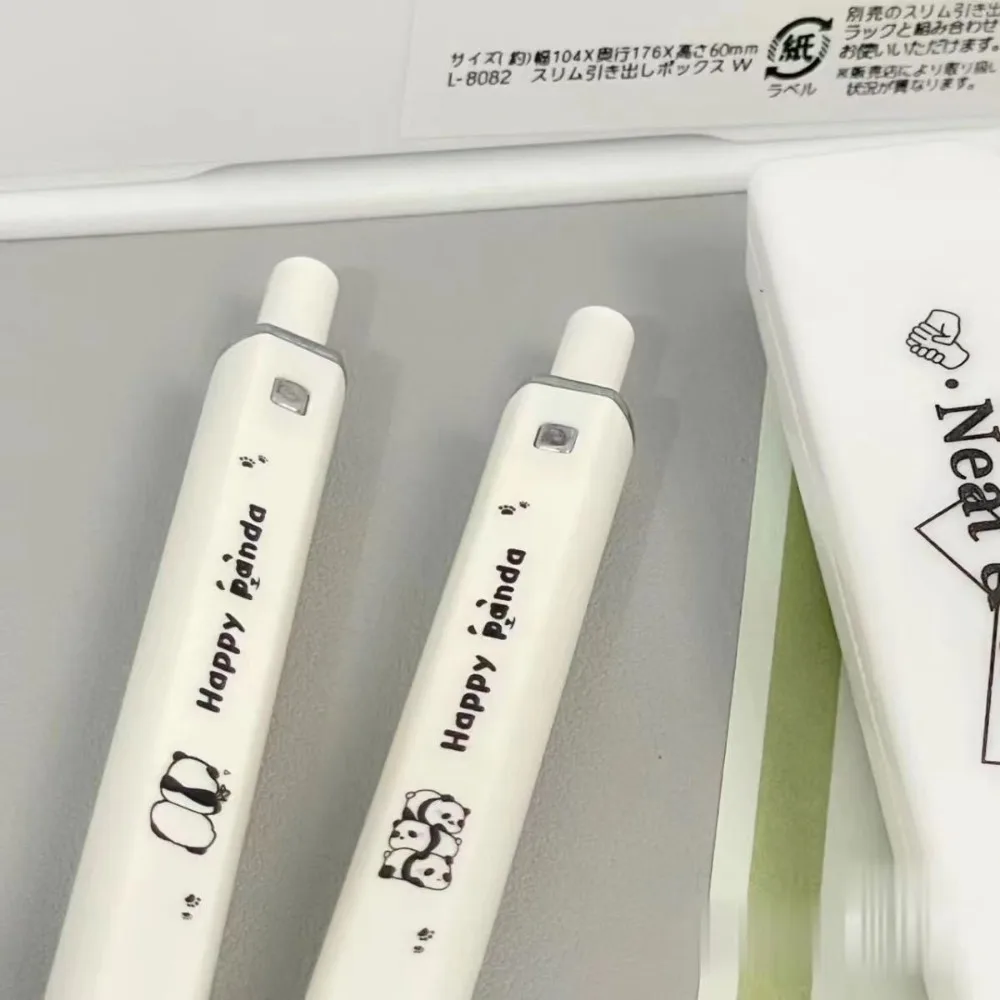 サイズ(約)幅104X奥行176X高さ60mm
L-8082 スリム引き出しボックス W
紙
ラベル
別売のスリム引き出
ラックと組み合わせ
お使いいただけます。
※販売店により取り扱い
状況が異なります。
Happy panda
Happy panda
· Near